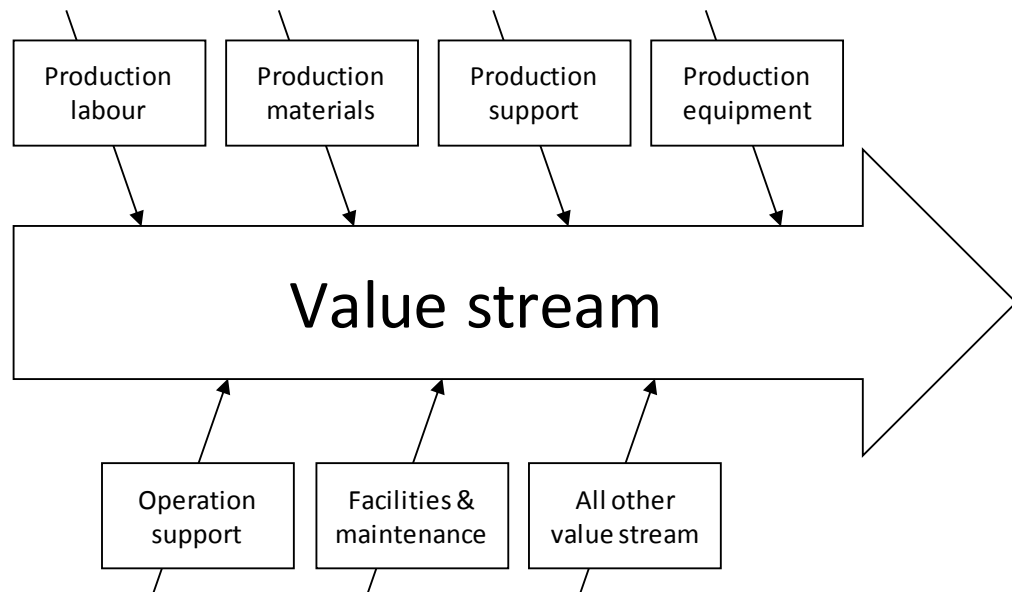 Production
labour
Production
materials
Production
support
Production
equipment
Value stream
Operation
support
Facilities &
maintenance
All other
value stream